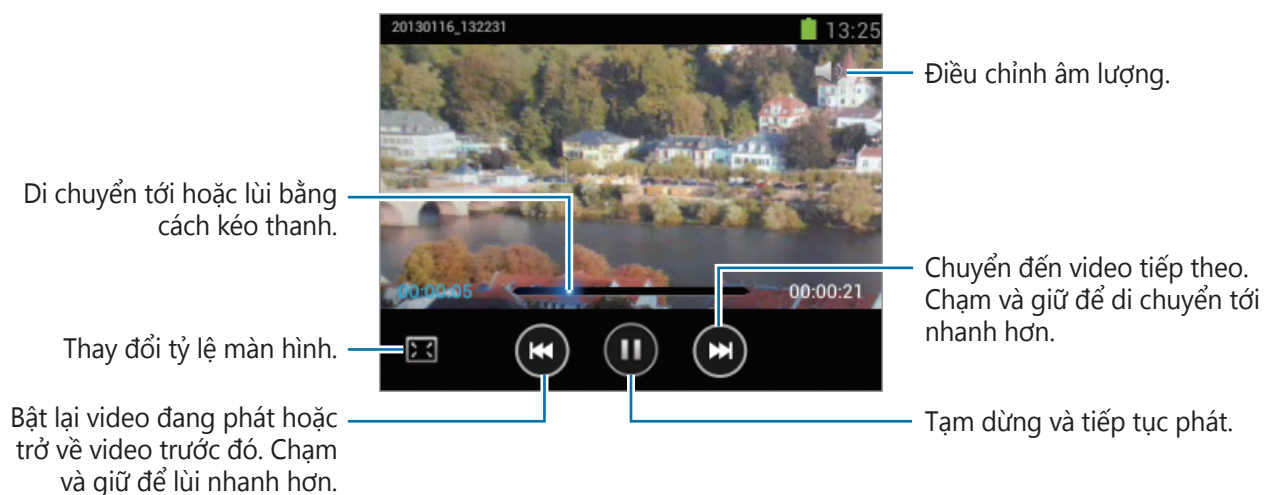 20130116_132231
13:25
Điều chỉnh âm lượng.
Di chuyển tới hoặc lùi bằng
cách kéo thanh.
Chuyển đến video tiếp theo.
Chạm và giữ để di chuyển tới
nhanh hơn.
00:00:05
00:00:21
Thay đổi tỷ lệ màn hình.
Bật lại video đang phát hoặc
trở về video trước đó. Chạm
và giữ để lùi nhanh hơn.
Tạm dừng và tiếp tục phát.